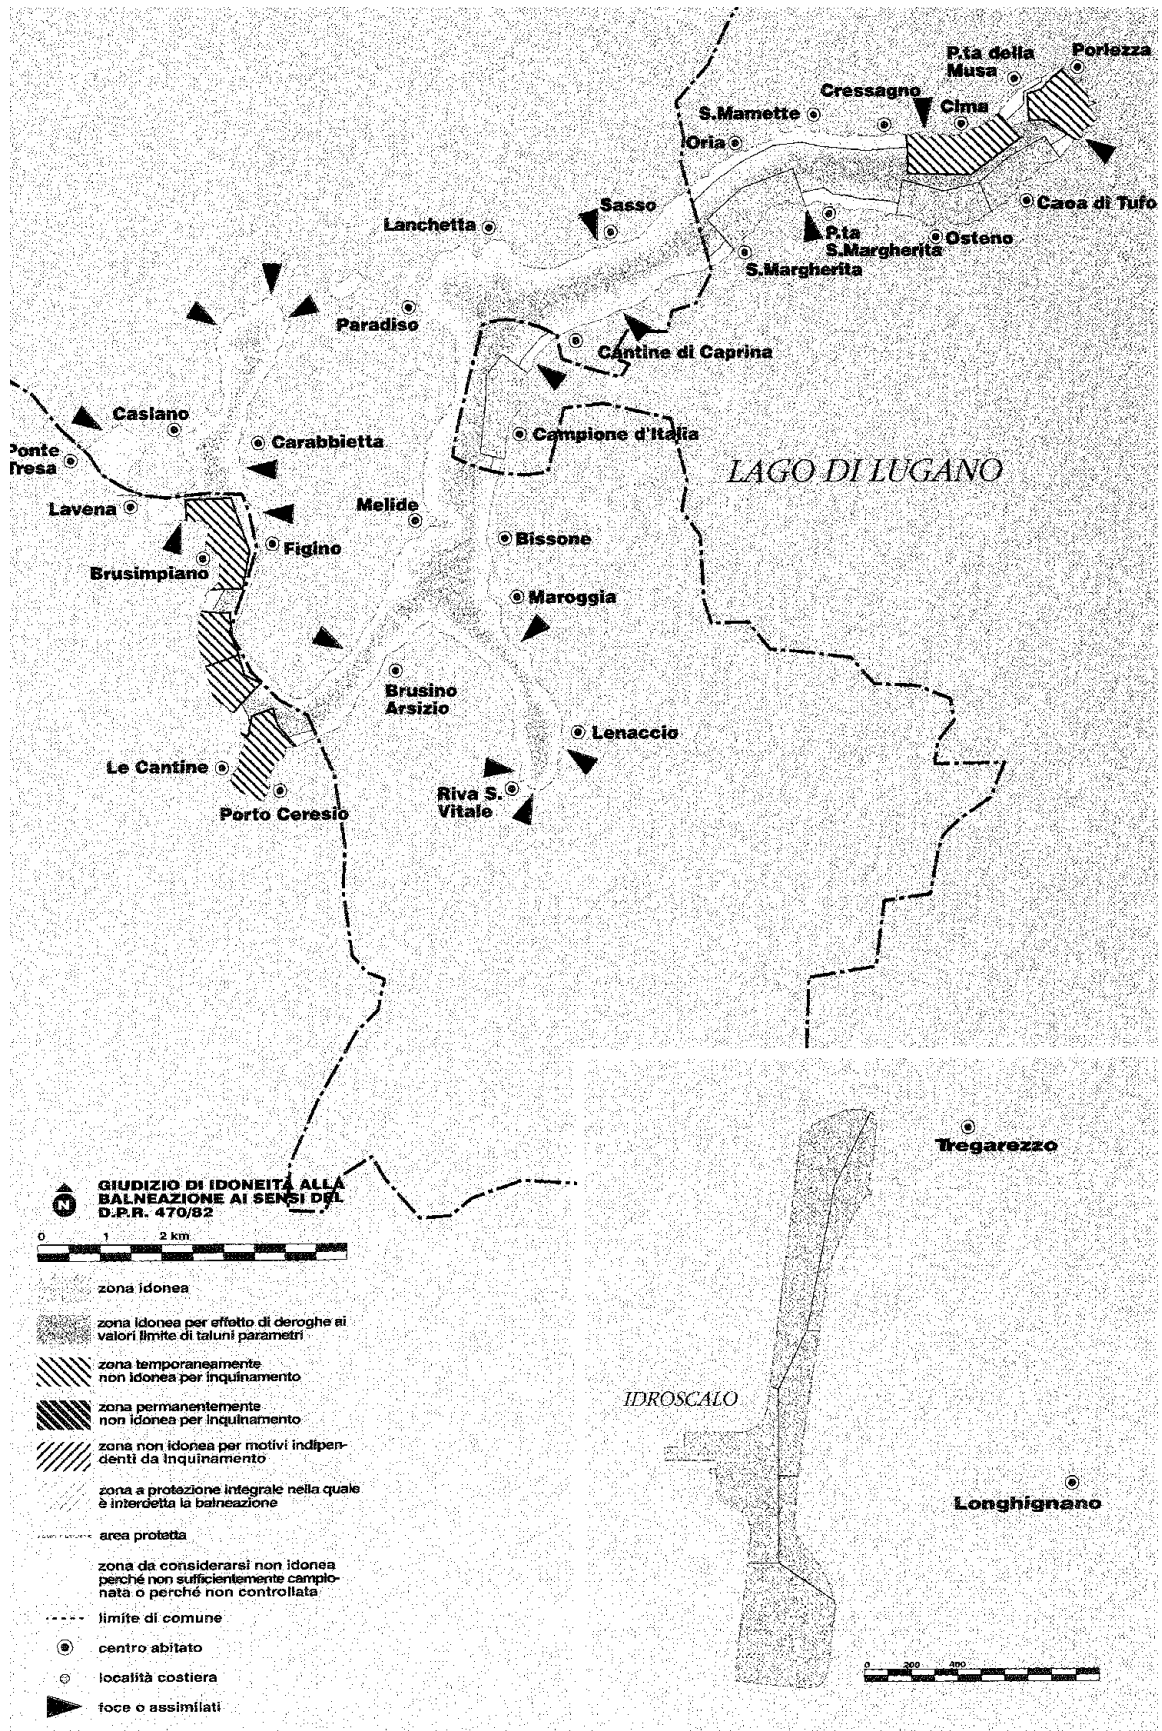 P.ta della
Musa
Porlezza
Cressagno
Cima
S.Mamette
Oria
Sasso
Lanchetta
Casa di Tufo
P.ta
S.Margherita
Osteno
S.Margherita
Paradiso
Cantine di Caprina
Caslano
Ponte
Tresa
Carabbietta
Campione d'Italia
LAGO DI LUGANO
Lavena
Melide
Figino
Bissone
Brusimpiano
Maroggia
Brusino
Arsizio
Lenaccio
Le Cantine
Riva S.
Vitale
Porto Ceresio
Tregarezzo
N
GIUDIZIO DI IDONEITÀ ALLA
BALNEAZIONE AI SENSI DEL
D.P.R. 470/82
0 1 2 km
zona idonea
zona idonea per effetto di deroghe ai
valori limite di taluni parametri
zona temporaneamente
non idonea per inquinamento
zona permanentemente
non idonea per inquinamento
zona non idonea per motivi indipen-
denti da inquinamento
zona a protezione integrale nella quale
è interdetta la balneazione
area protetta
zona da considerarsi non idonea
perché non sufficientemente campio-
nata o perché non controllata
limite di comune
centro abitato
località costiera
foce o assimilati
IDROSCALO
Longhignano
0 200 400